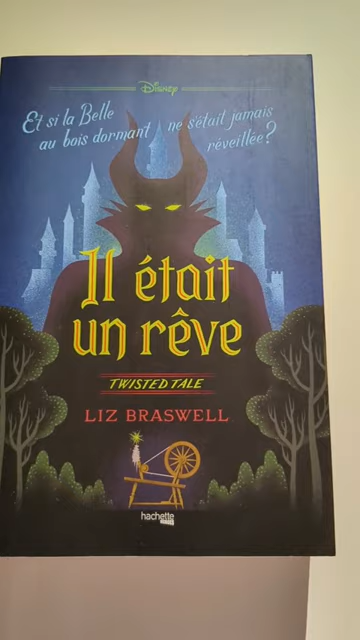 Disney
Et si la Belle
au bois dormant
ne s'était jamais
réveillée ?
Il était
un rêve
TWISTED TALE
LIZ BRASWELL
hachette